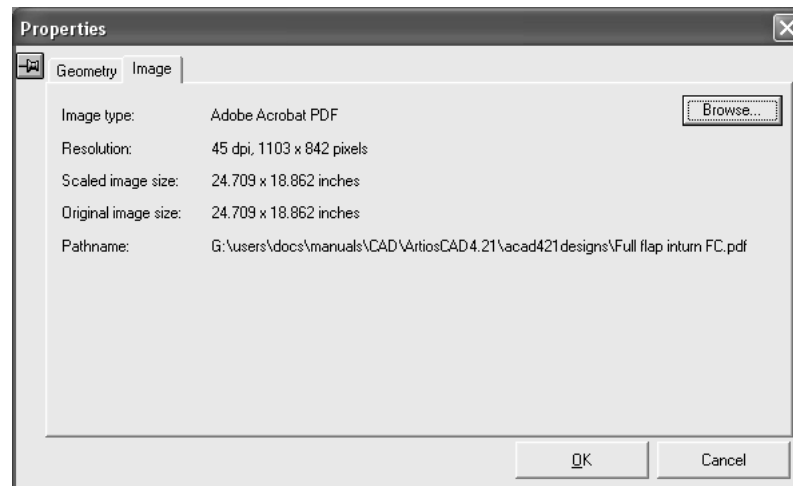 Properties
Geometry Image
Image type: Adobe Acrobat PDF Browse...
Resolution: 45 dpi, 1103 x 842 pixels
Scaled image size: 24.709 x 18.862 inches
Original image size: 24.709 x 18.862 inches
Pathname: G:\users\docs\manuals\CAD\ArtiosCAD4.21\acad421designs\Full flap inturn FC.pdf
OK Cancel